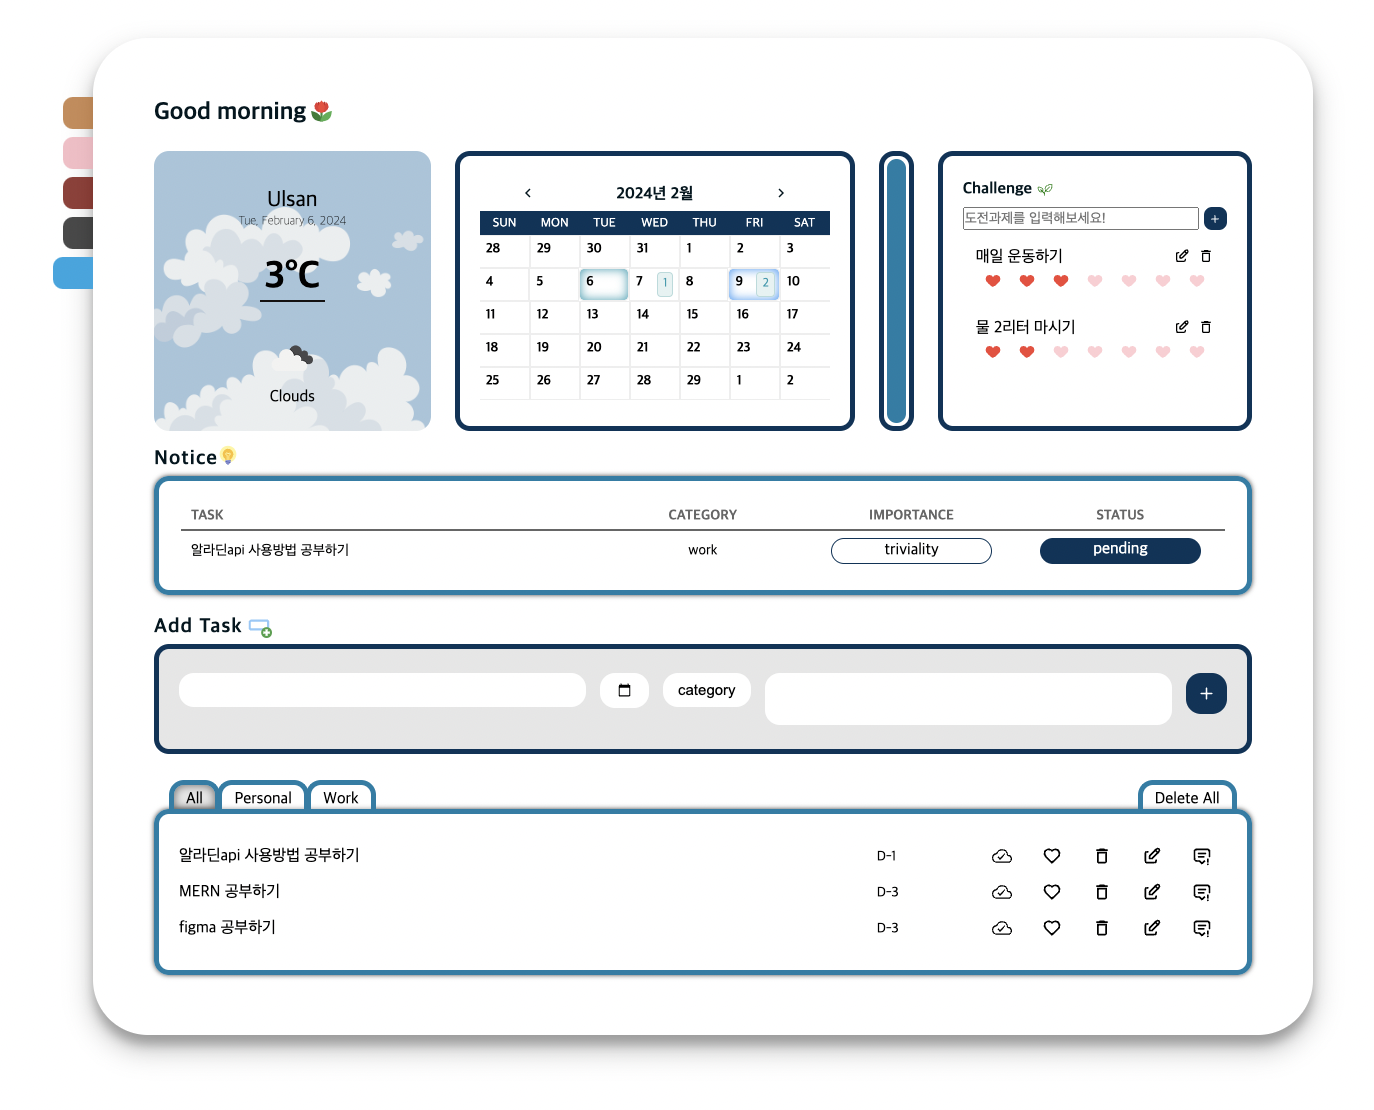 Good morning
Ulsan
Tue, February 6, 2024
3°C
Clouds
2024년 2월
SUN MON TUE WED THU FRI SAT
28 29 30 31 1 2 3
4 5 6 7 1 8 9 2 10
11 12 13 14 15 16 17
18 19 20 21 22 23 24
25 26 27 28 29 1 2
Challenge
도전과제를 입력해보세요!
+
매일 운동하기
물 2리터 마시기
Notice
TASK CATEGORY IMPORTANCE STATUS
알라딘api 사용방법 공부하기 work triviality pending
Add Task
category +
All Personal Work Delete All
알라딘api 사용방법 공부하기 D-1
MERN 공부하기 D-3
figma 공부하기 D-3